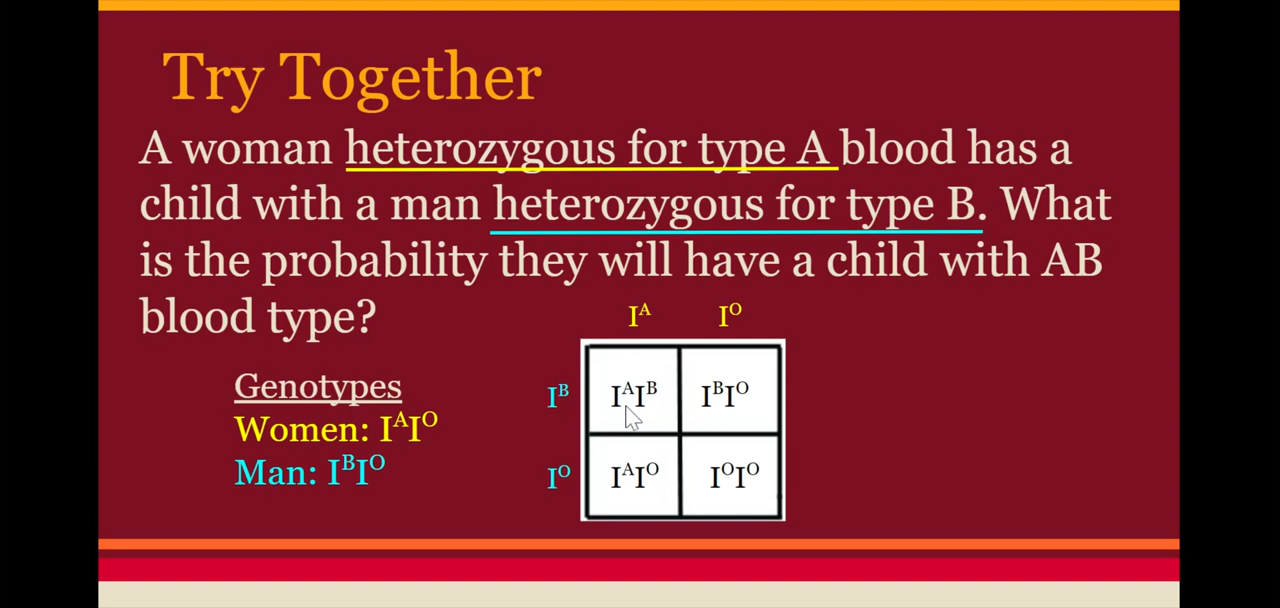 Try Together
A woman heterozygous for type A blood has a
child with a man heterozygous for type B. What
is the probability they will have a child with AB
blood type?
Iᴬ Iᴼ
Genotypes
Women: IᴬIᴼ
Man: IᴮIᴼ
Iᴮ IᴬIᴮ IᴮIᴼ
Iᴼ IᴬIᴼ IᴼIᴼ